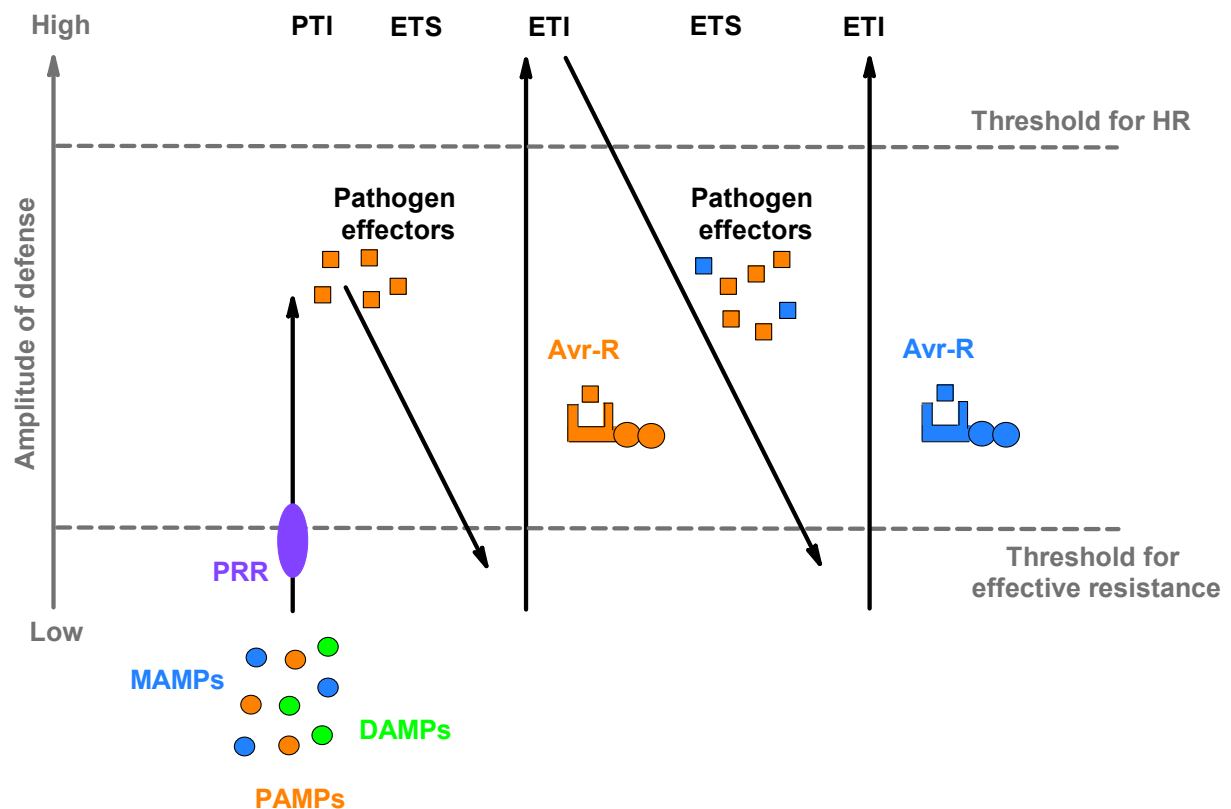 High
PTI
ETS
ETI
ETS
ETI
Threshold for HR
Amplitude of defense
Pathogen
effectors
Pathogen
effectors
Avr-R
Avr-R
PRR
Threshold for
effective resistance
Low
MAMPs
DAMPs
PAMPs